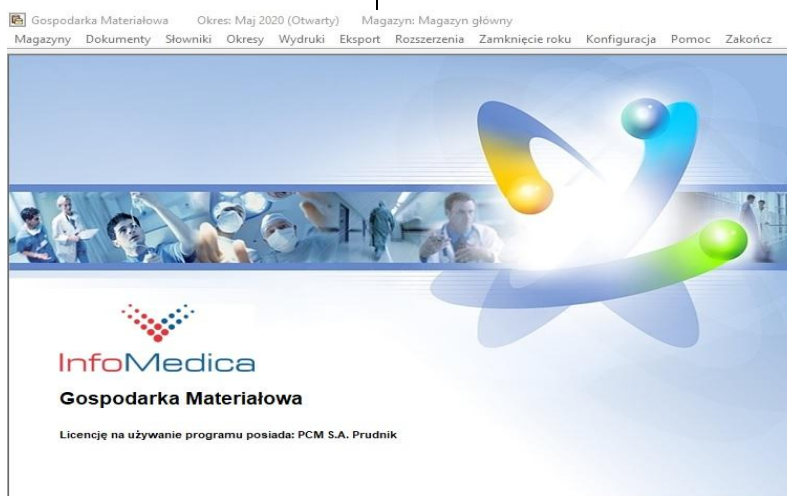 Gospodarka Materiałowa Okres: Maj 2020 (Otwarty) Magazyn: Magazyn główny
Magazyny Dokumenty Słowniki Okresy Wydruki Eksport Rozszerzenia Zamknięcie roku Konfiguracja Pomoc Zakończ
InfoMedica
Gospodarka Materiałowa
Licencję na używanie programu posiada: PCM S.A. Prudnik